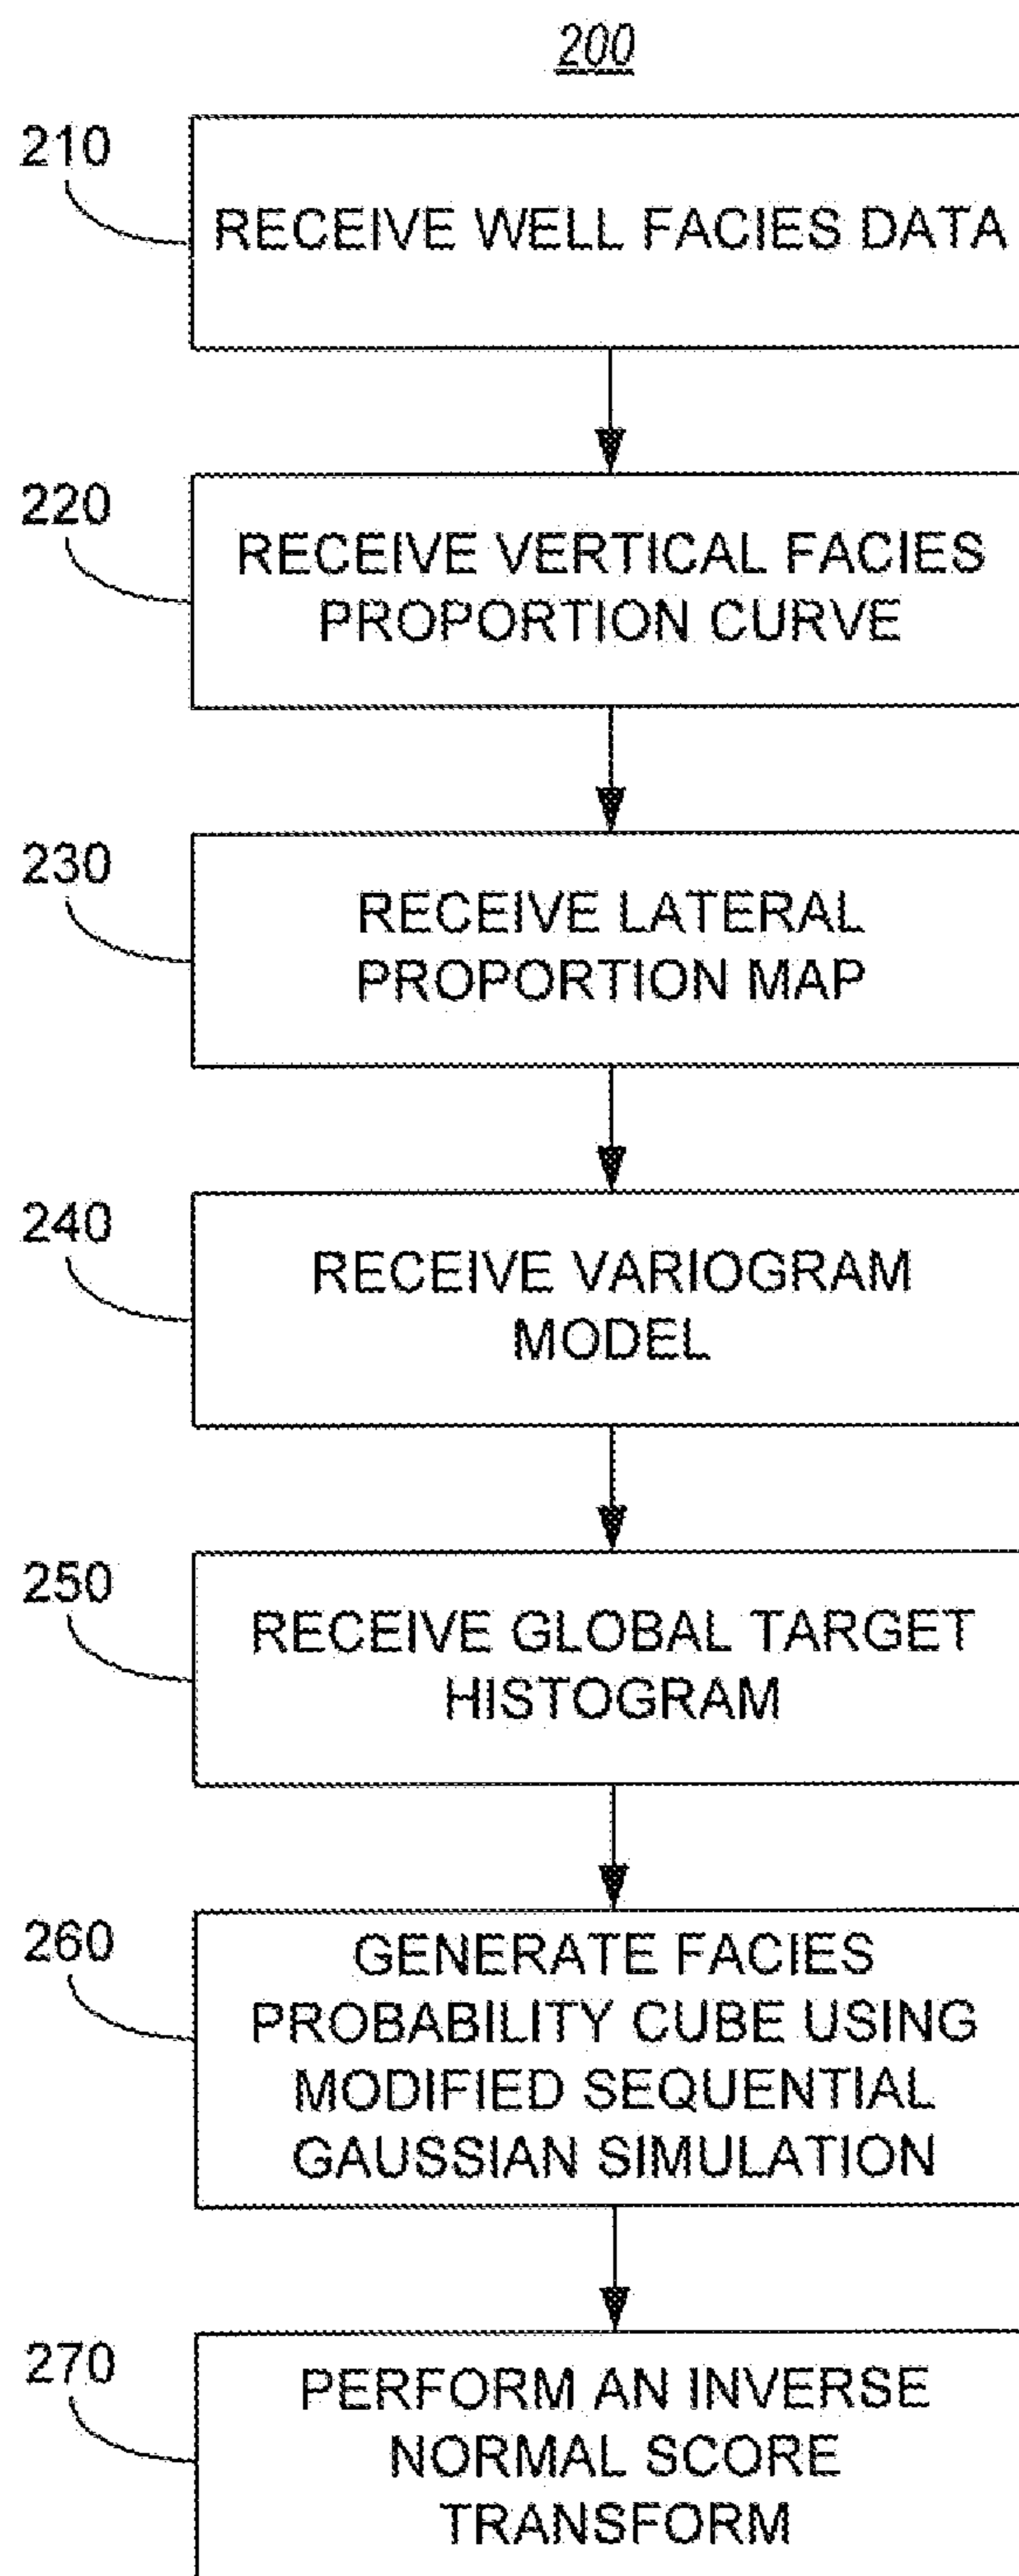 200
210
RECEIVE WELL FACIES DATA
220
RECEIVE VERTICAL FACIES
PROPORTION CURVE
230
RECEIVE LATERAL
PROPORTION MAP
240
RECEIVE VARIOGRAM
MODEL
250
RECEIVE GLOBAL TARGET
HISTOGRAM
260
GENERATE FACIES
PROBABILITY CUBE USING
MODIFIED SEQUENTIAL
GAUSSIAN SIMULATION
270
PERFORM AN INVERSE
NORMAL SCORE
TRANSFORM